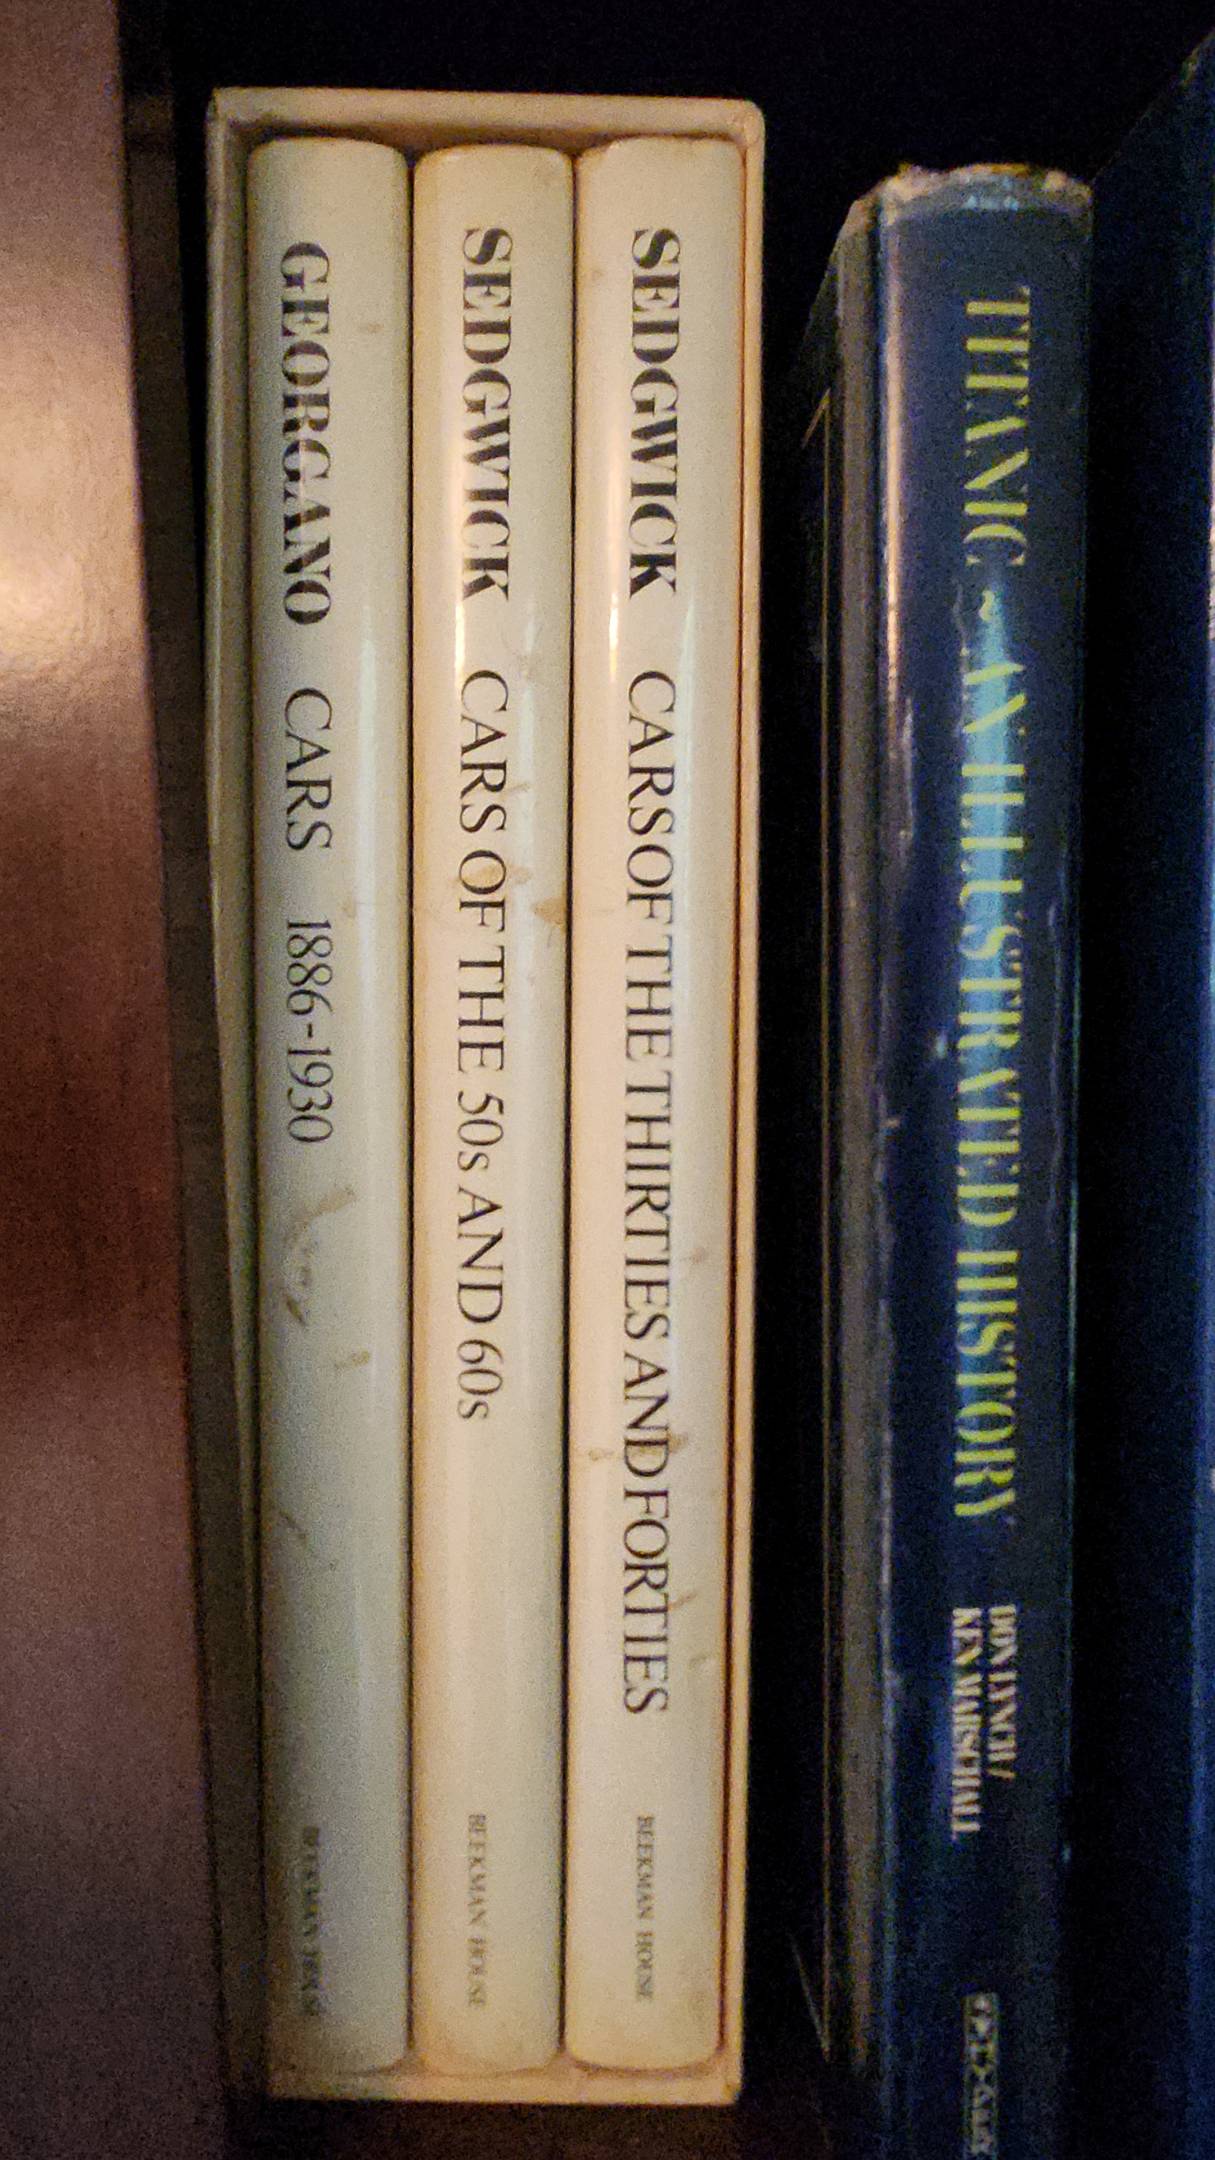 GEORGANO CARS 1886-1930
BEEKMAN HOUSE
SEDGWICK CARS OF THE 50s AND 60s
BEEKMAN HOUSE
SEDGWICK CARS OF THE THIRTIES AND FORTIES
BEEKMAN HOUSE
TITANIC ~ AN ILLUSTRATED HISTORY
DON LYNCH /
KEN MARSCHALL